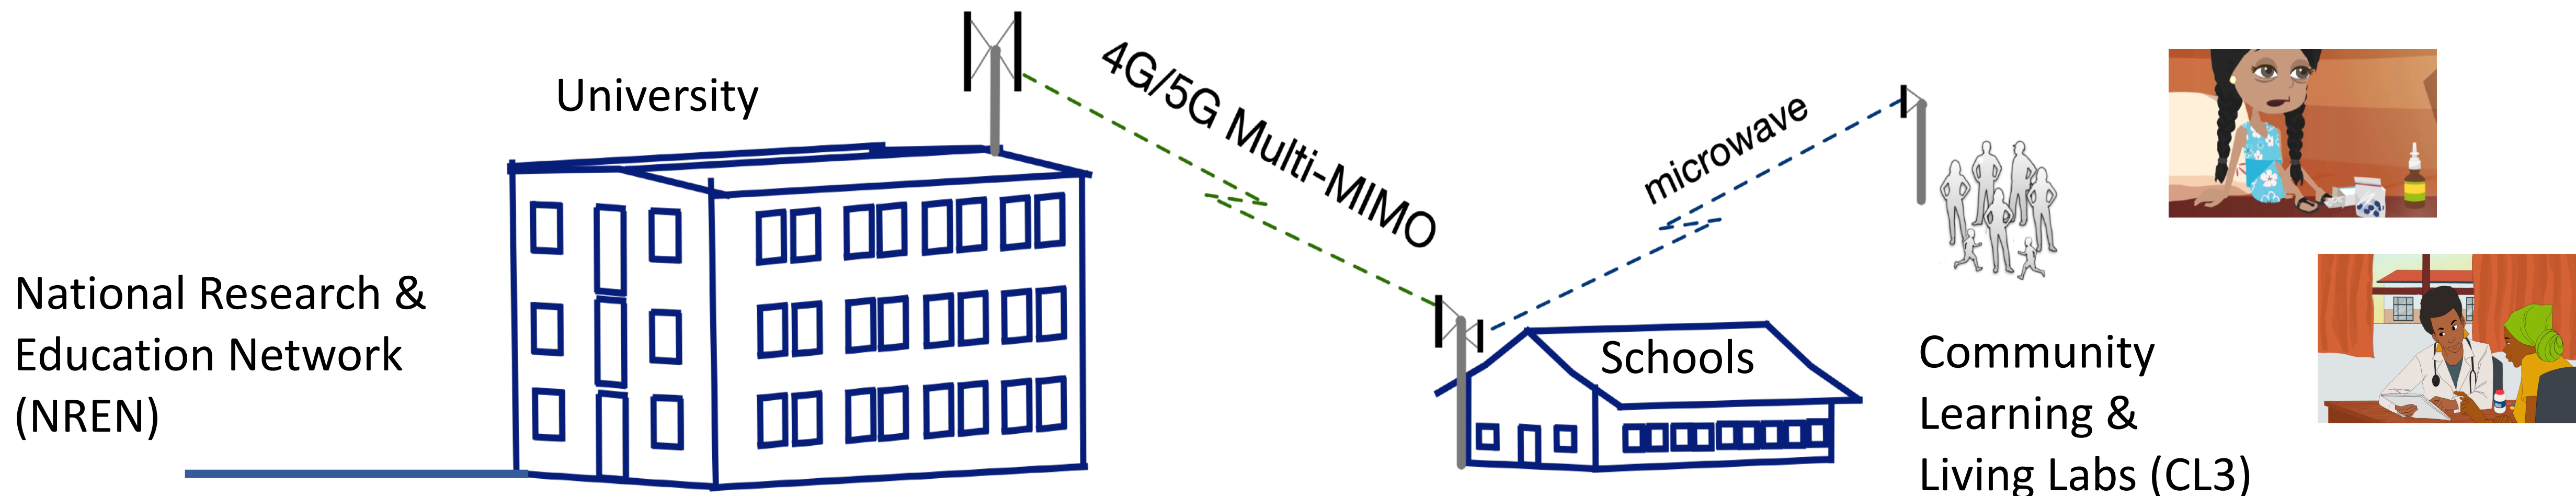 University
4G/5G Multi-MIMO
microwave
National Research &
Education Network
(NREN)
Schools
Community
Learning &
Living Labs (CL3)